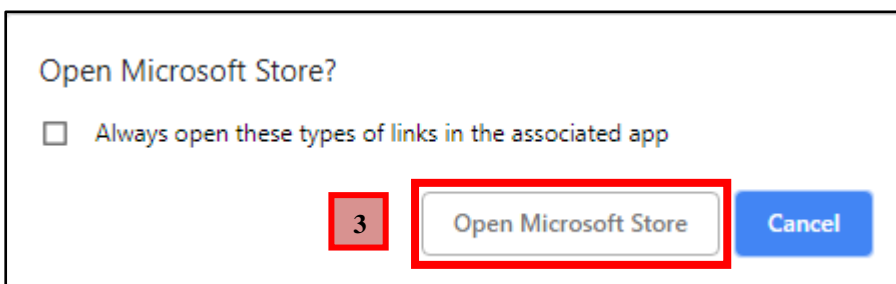 Open Microsoft Store?
Always open these types of links in the associated app
3 Open Microsoft Store Cancel